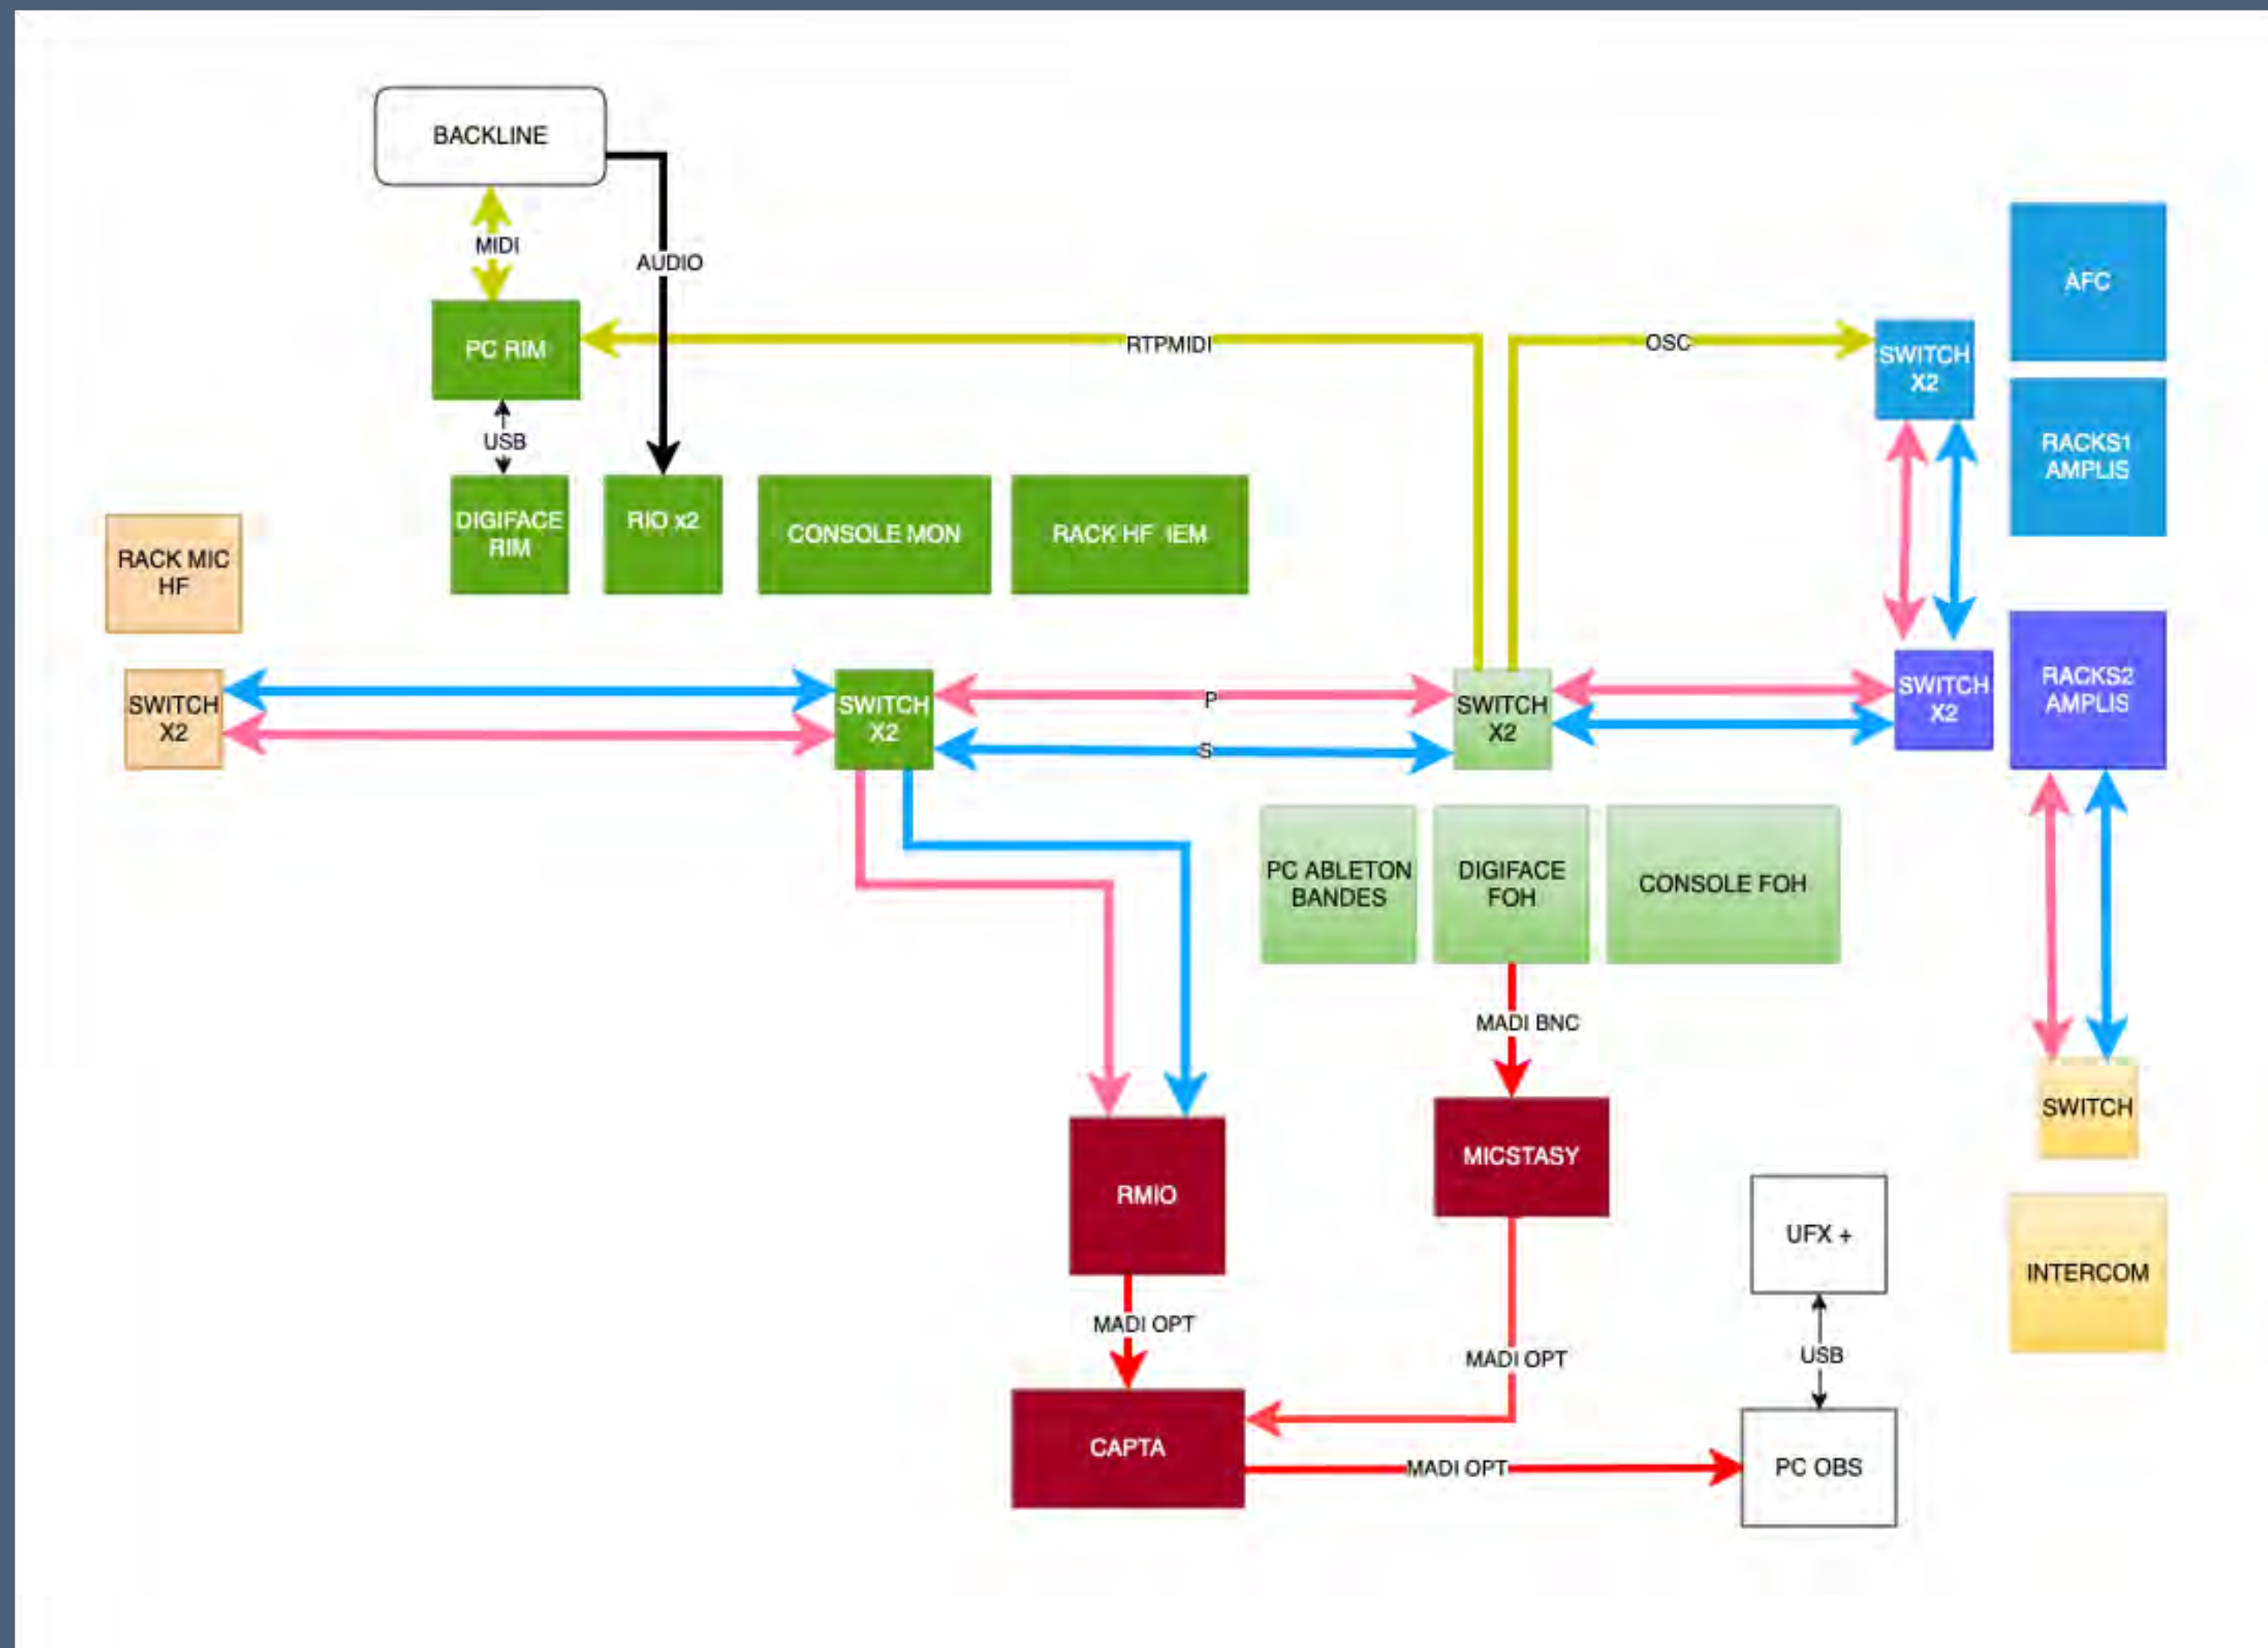 BACKLINE
MIDI
AUDIO
PC RIM
RTPMIDI
OSC
SWITCH
X2
AFC
USB
RACKS1
AMPLIS
DIGIFACE
RIM
RIO x2
CONSOLE MON
RACK HF IEM
RACK MIC
HF
SWITCH
X2
SWITCH
X2
P
S
SWITCH
X2
SWITCH
X2
RACKS2
AMPLIS
PC ABLETON
BANDES
DIGIFACE
FOH
CONSOLE FOH
MADI BNC
SWITCH
MICSTASY
RMIO
UFX +
INTERCOM
MADI OPT
MADI OPT
USB
CAPTA
MADI OPT
PC OBS